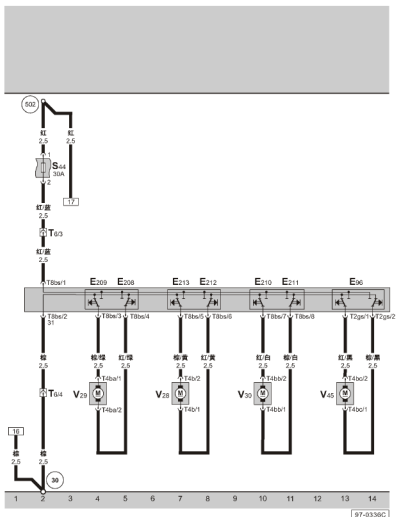 502
红 红
2.5 2.5
1
S44
30A
2
17
红/蓝
2.5
T6/3
红/蓝
2.5
T8bs/1 E209 E208 E213 E212 E210 E211 E96
T8bs/2 T8bs/3 T8bs/4 T8bs/5 T8bs/6 T8bs/7 T8bs/8 T2gs/1 T2gs/2
31
棕 棕/绿 红/绿 棕/黄 红/黄 红/白 棕/白 红/黑 棕/黑
2.5 2.5 2.5 2.5 2.5 2.5 2.5 2.5 2.5
T4ba/1 T4b/2 T4bb/2 T4bc/2
T6/4 V29 M V28 M V30 M V45 M
T4ba/2 T4b/1 T4bb/1 T4bc/1
16
棕 棕
2.5 2.5
30
1 2 3 4 5 6 7 8 9 10 11 12 13 14
97-0336C